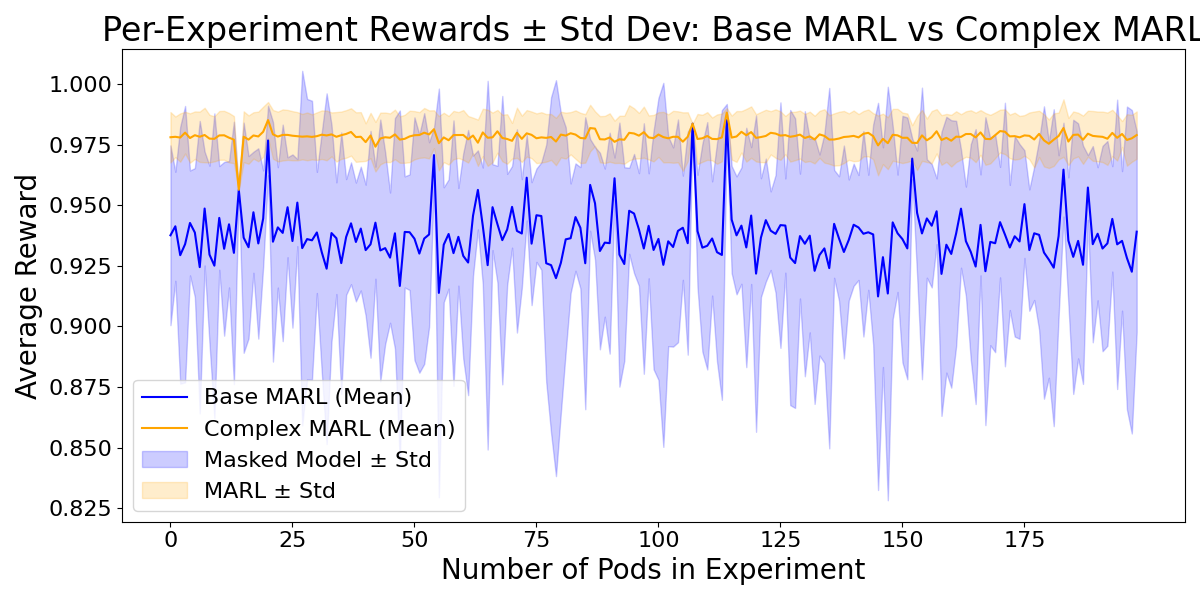 Per-Experiment Rewards ± Std Dev: Base MARL vs Complex MARL
Average Reward
1.000
0.975
0.950
0.925
0.900
0.875
0.850
0.825
Base MARL (Mean)
Complex MARL (Mean)
Masked Model ± Std
MARL ± Std
0 25 50 75 100 125 150 175
Number of Pods in Experiment